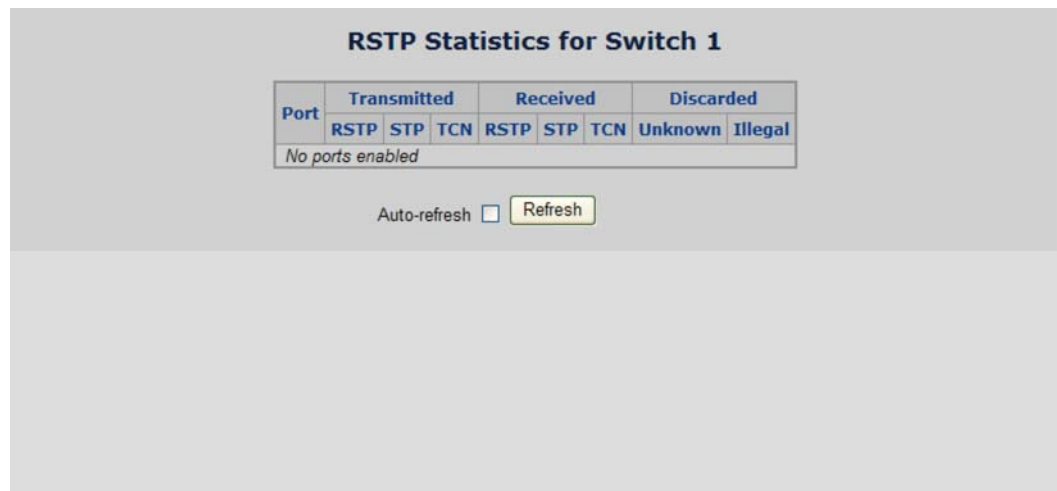 RSTP Statistics for Switch 1
Port Transmitted Received Discarded
RSTP STP TCN RSTP STP TCN Unknown Illegal
No ports enabled
Auto-refresh Refresh